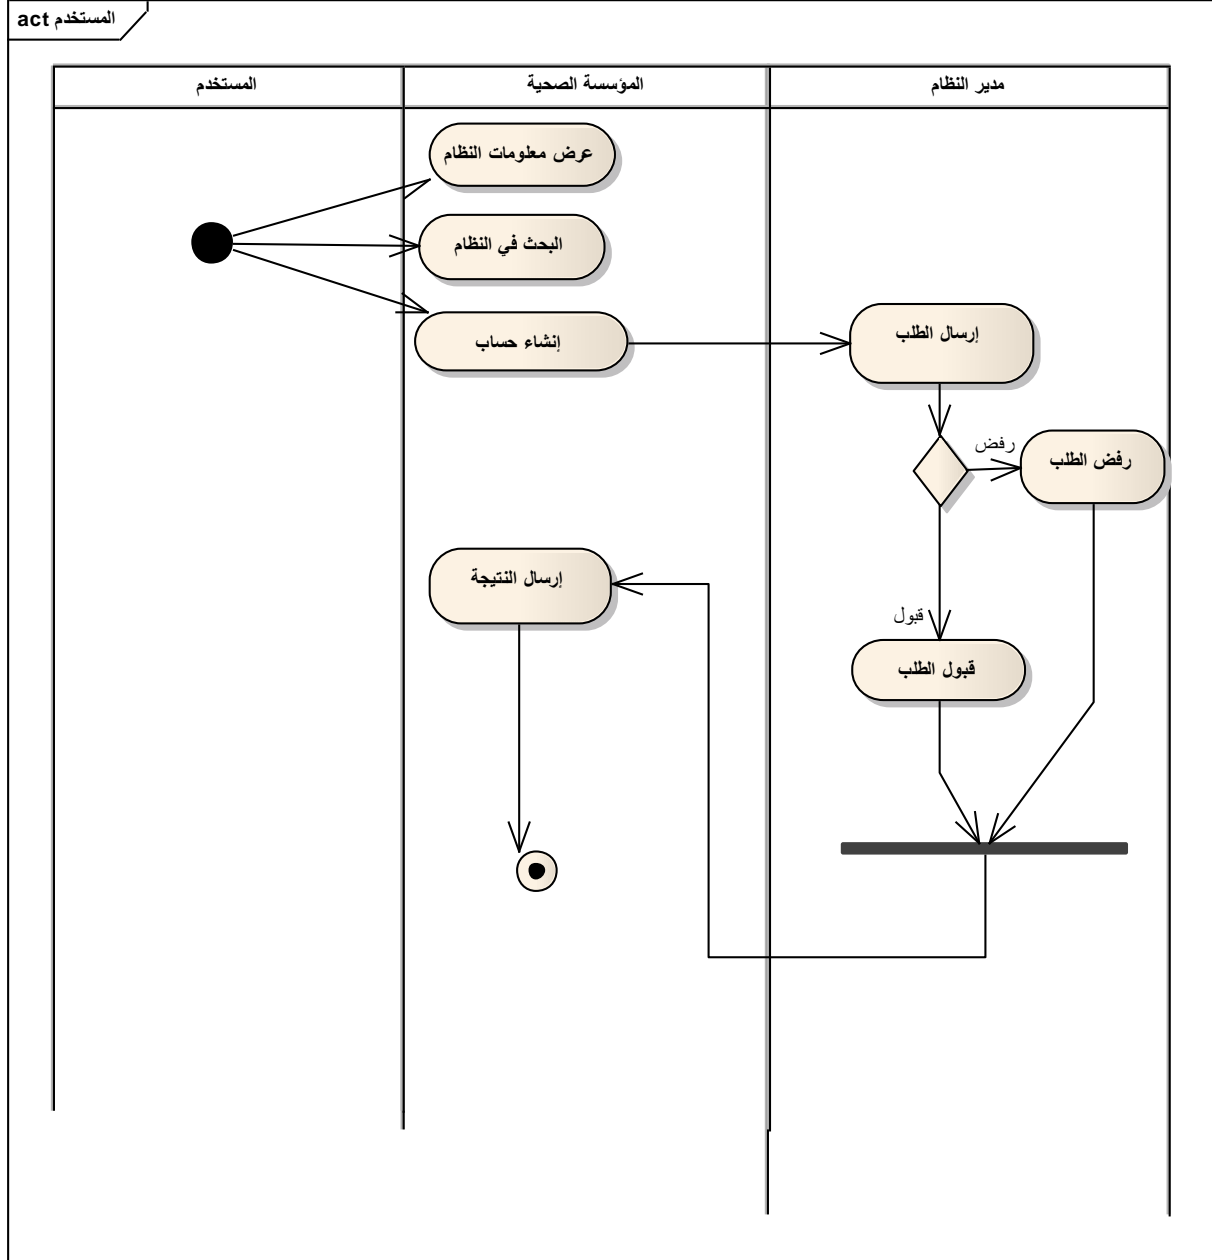 act المستخدم
المستخدم
المؤسسة الصحية
مدير النظام
عرض معلومات النظام
البحث في النظام
إنشاء حساب
إرسال الطلب
رفض
رفض الطلب
إرسال النتيجة
قبول
قبول الطلب